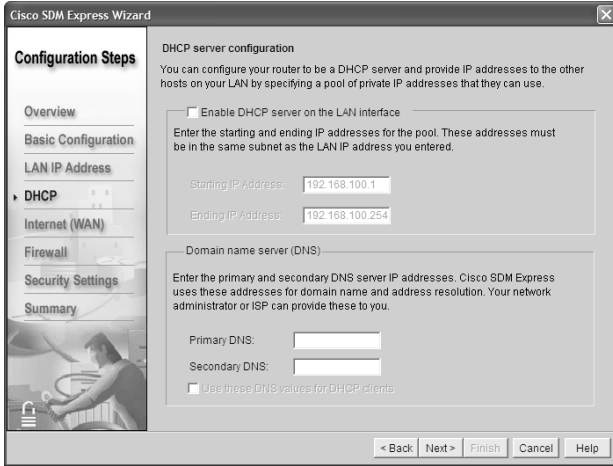 Cisco SDM Express Wizard
Configuration Steps
Overview
Basic Configuration
LAN IP Address
DHCP
Internet (WAN)
Firewall
Security Settings
Summary
DHCP server configuration
You can configure your router to be a DHCP server and provide IP addresses to the other
hosts on your LAN by specifying a pool of private IP addresses that they can use.
Enable DHCP server on the LAN interface
Enter the starting and ending IP addresses for the pool. These addresses must
be in the same subnet as the LAN IP address you entered.
Starting IP Address: 192.168.100.1
Ending IP Address: 192.168.100.254
Domain name server (DNS)
Enter the primary and secondary DNS server IP addresses. Cisco SDM Express
uses these addresses for domain name and address resolution. Your network
administrator or ISP can provide these to you.
Primary DNS:
Secondary DNS:
Use these DNS values for DHCP clients
< Back Next > Finish Cancel Help